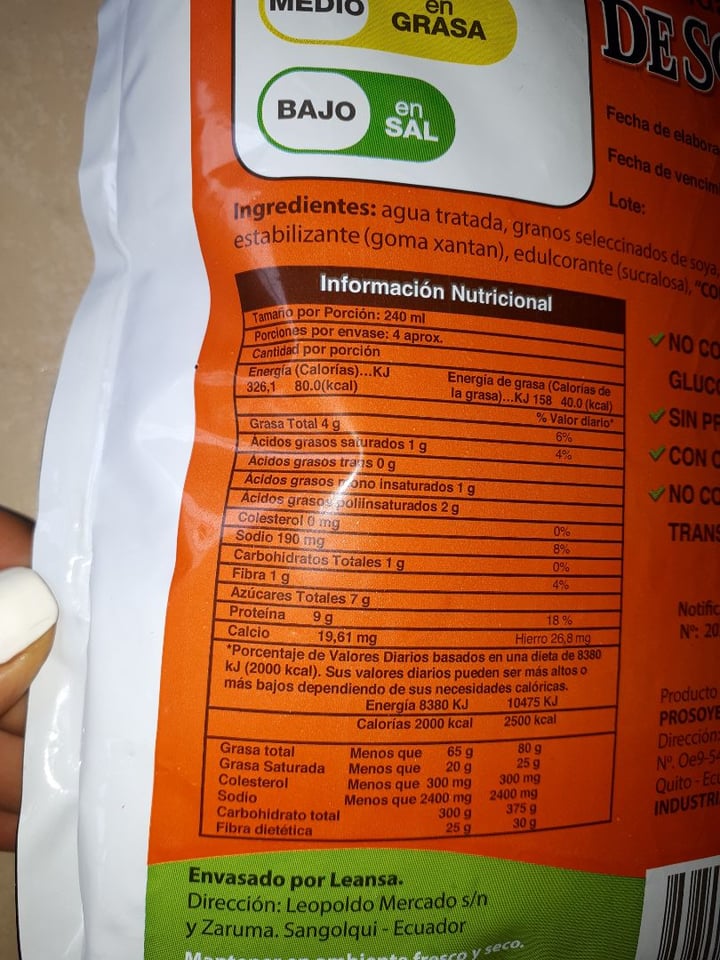 MEDIO en
GRASA
DE
BAJO en
SAL
Fecha de elabora
Fecha de vencim
Lote:
Ingredientes: agua tratada, granos seleccinados de soya
estabilizante (goma xantan), edulcorante (sucralosa), "CO
Información Nutricional
Tamaño por Porción: 240 ml
Porciones por envase: 4 aprox.
Cantidad por porción
Energía (Calorías)...KJ
326,1 80.0(kcal)
Energía de grasa (Calorías de
la grasa)...KJ 158 40.0 (kcal)
% Valor diario*
Grasa Total 4 g 6%
Ácidos grasos saturados 1 g 4%
Ácidos grasos trans 0 g
Ácidos grasos mono insaturados 1 g
Ácidos grasos poliinsaturados 2 g
Colesterol 0 mg 0%
Sodio 190 mg 8%
Carbohidratos Totales 1 g 0%
Fibra 1 g 4%
Azúcares Totales 7 g
Proteína 9 g 18 %
Calcio 19,61 mg Hierro 26,8 mg
*Porcentaje de Valores Diarios basados en una dieta de 8380
kJ (2000 kcal). Sus valores diarios pueden ser más altos o
más bajos dependiendo de sus necesidades calóricas.
Energía 8380 KJ 10475 KJ
Calorías 2000 kcal 2500 kcal
Grasa total Menos que 65 g 80 g
Grasa Saturada Menos que 20 g 25 g
Colesterol Menos que 300 mg 300 mg
Sodio Menos que 2400 mg 2400 mg
Carbohidrato total 300 g 375 g
Fibra dietética 25 g 30 g
NO CO
GLUC
SIN PR
CON C
NO CO
TRANS
Notific
Nº: 20
Producto
PROSOYE
Dirección:
Nº. Oe9-5
Quito - Ec
INDUSTRI
Envasado por Leansa.
Dirección: Leopoldo Mercado s/n
y Zaruma. Sangolqui - Ecuador
Mantener en ambiente fresco y seco.